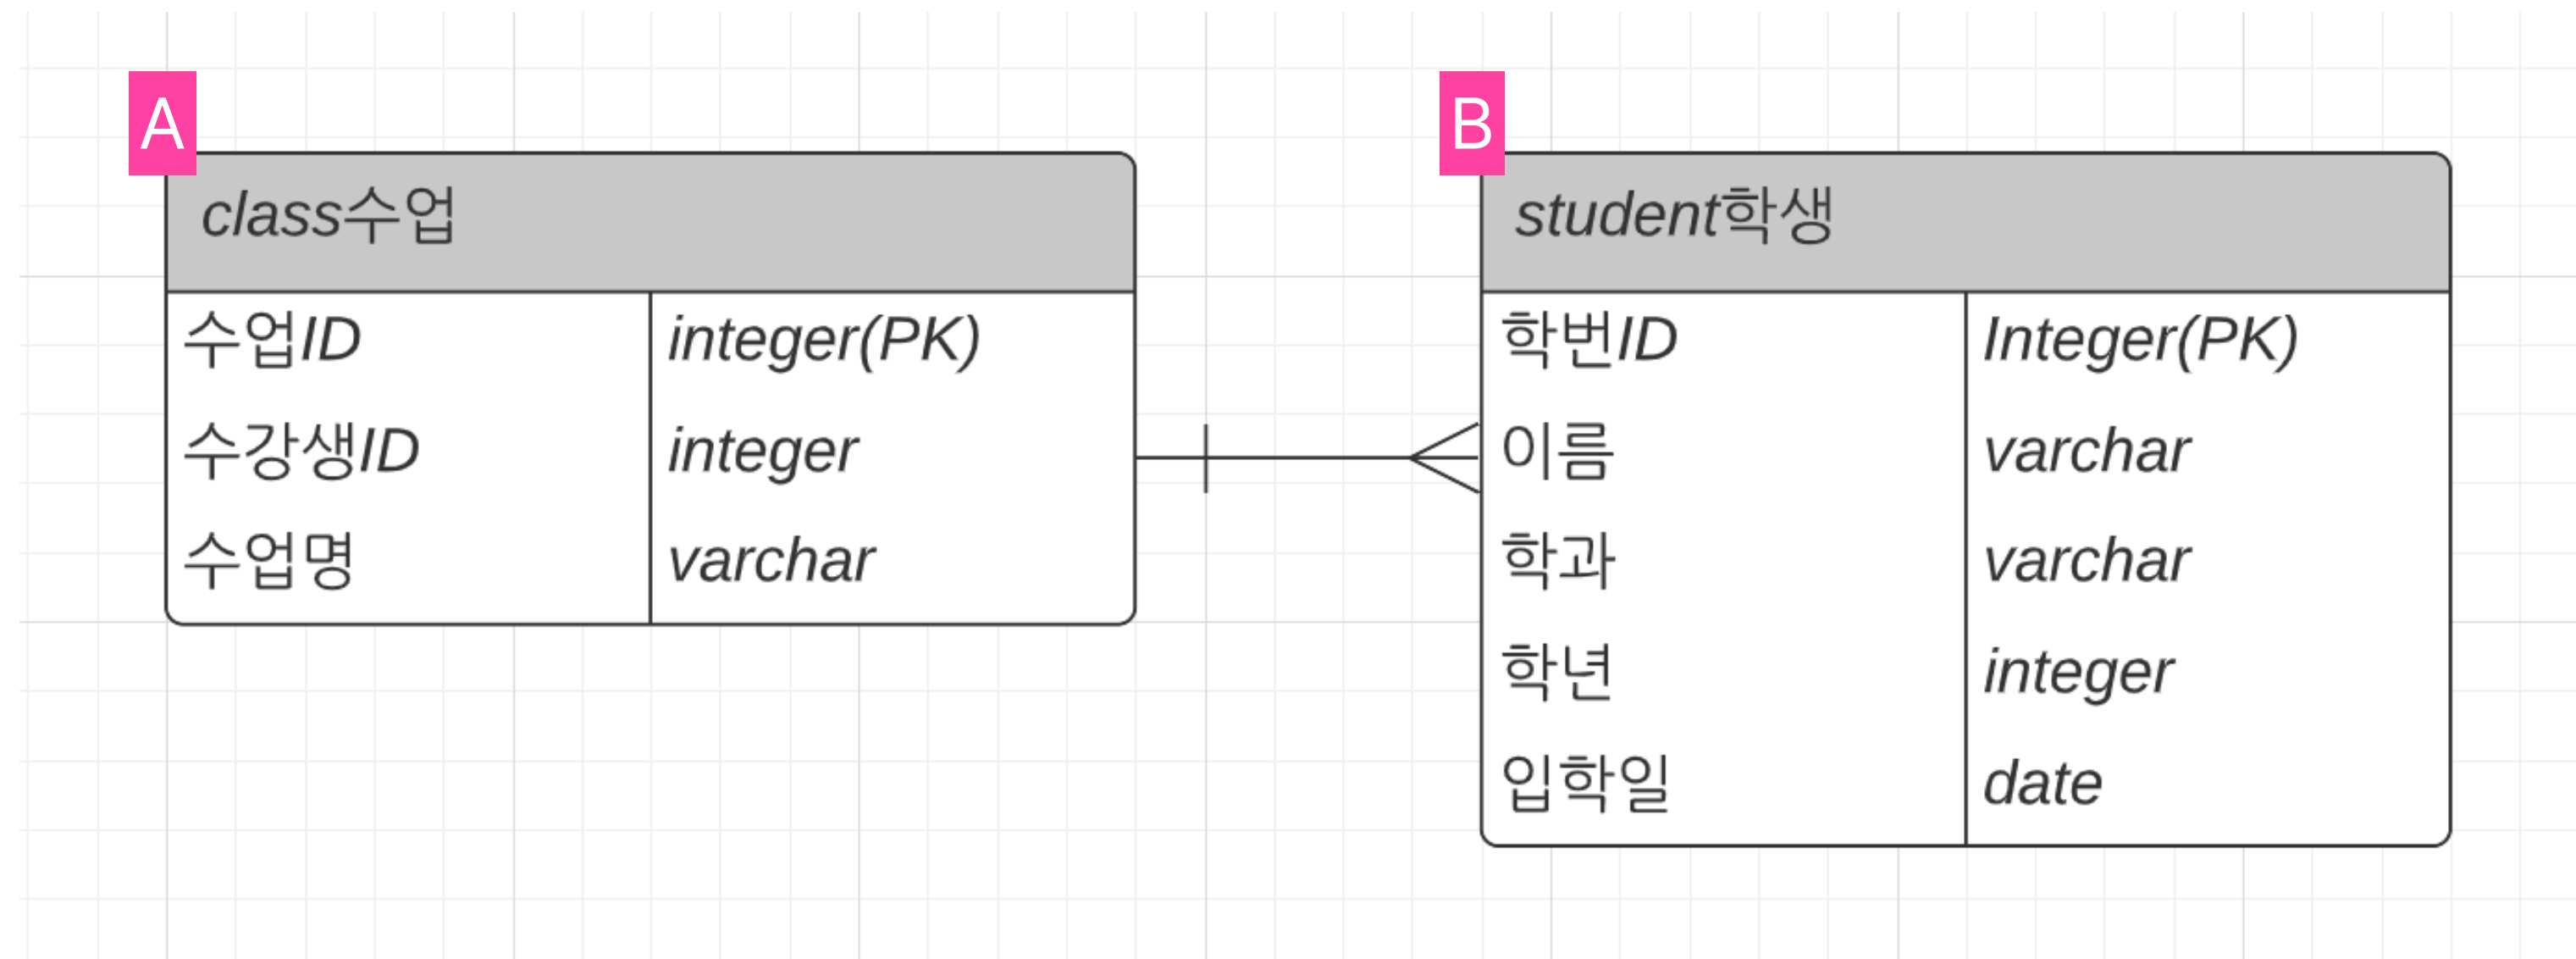 A
class수업
수업ID integer(PK)
수강생ID integer
수업명 varchar
B
student학생
학번ID Integer(PK)
이름 varchar
학과 varchar
학년 integer
입학일 date